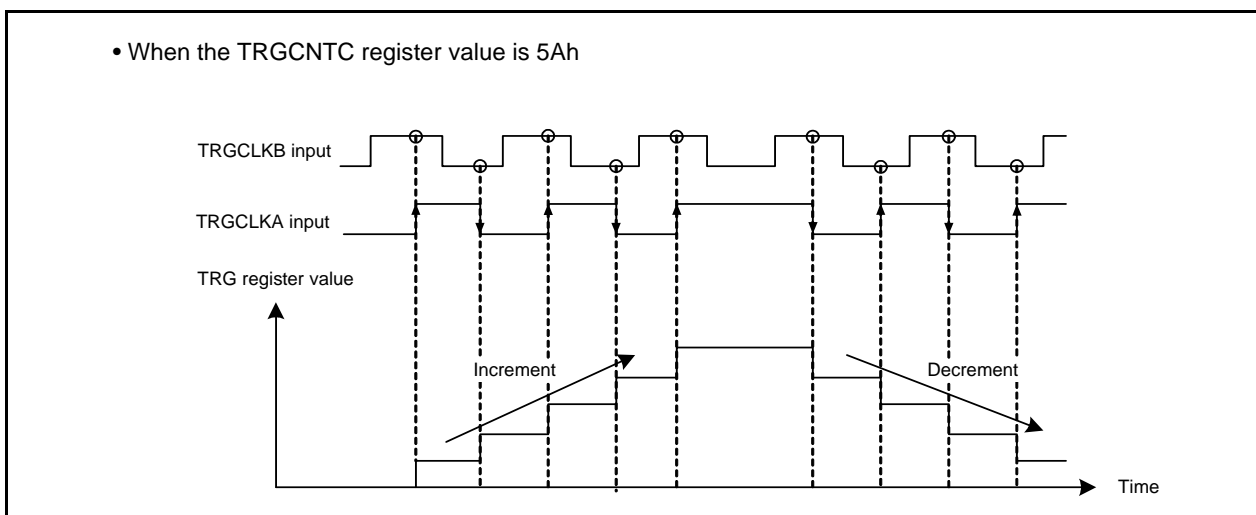 • When the TRGCNTC register value is 5Ah
TRGCLKB input
TRGCLKA input
TRG register value
Increment
Decrement
Time